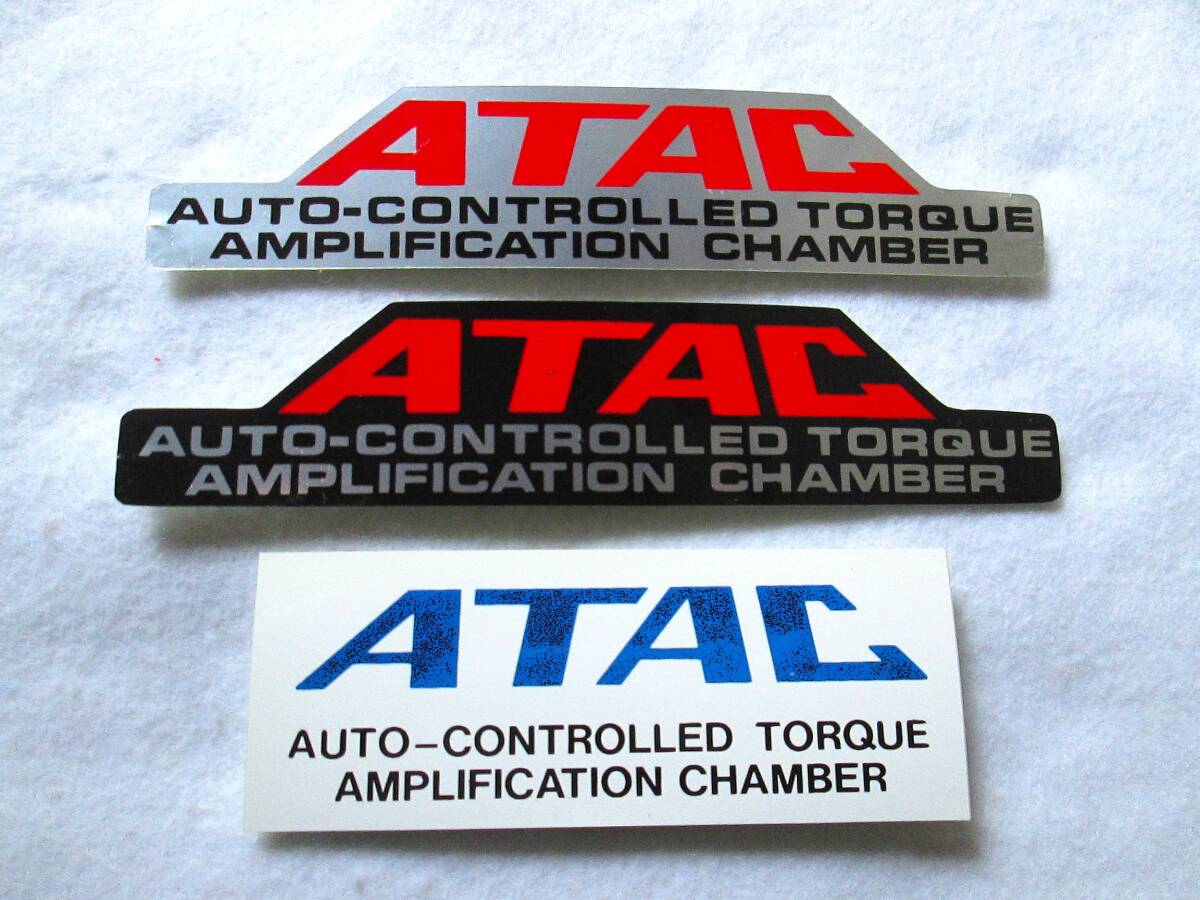 ATAC
AUTO-CONTROLLED TORQUE
AMPLIFICATION CHAMBER
ATAC
AUTO-CONTROLLED TORQUE
AMPLIFICATION CHAMBER
ATAC
AUTO-CONTROLLED TORQUE
AMPLIFICATION CHAMBER